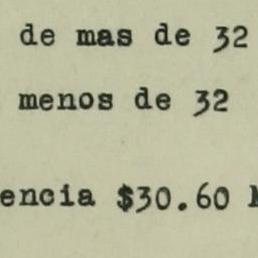 de mas de 32
menos de 32
encia $30.60